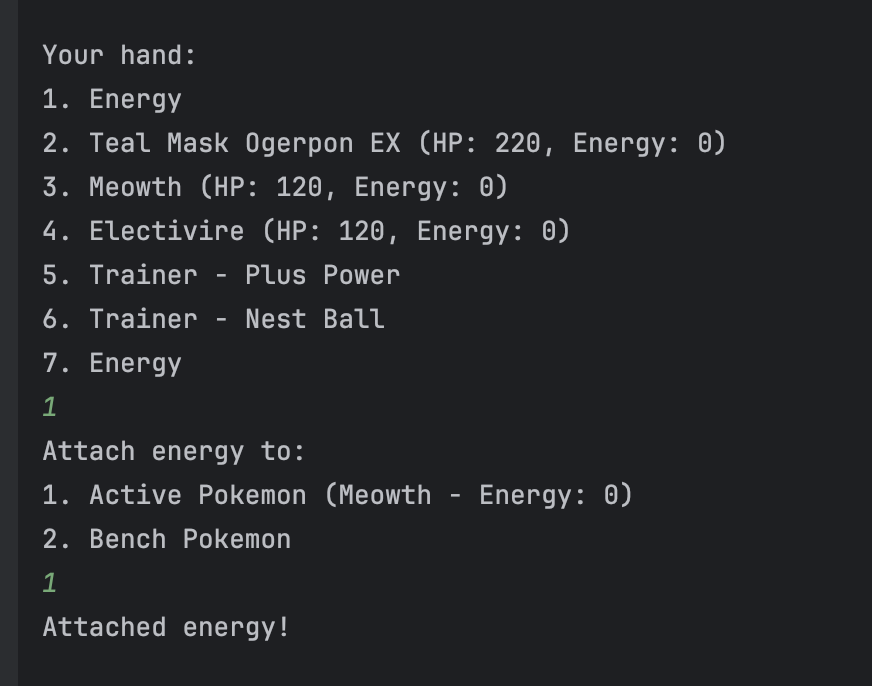 Your hand:
1. Energy
2. Teal Mask Ogerpon EX (HP: 220, Energy: 0)
3. Meowth (HP: 120, Energy: 0)
4. Electivire (HP: 120, Energy: 0)
5. Trainer - Plus Power
6. Trainer - Nest Ball
7. Energy
1
Attach energy to:
1. Active Pokemon (Meowth - Energy: 0)
2. Bench Pokemon
1
Attached energy!